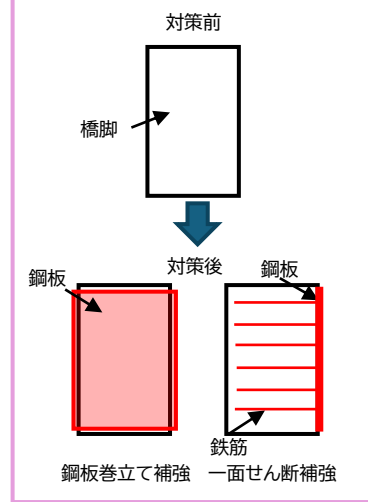 対策前
橋脚
対策後
鋼板
鋼板
鉄筋
鋼板巻立て補強
一面せん断補強